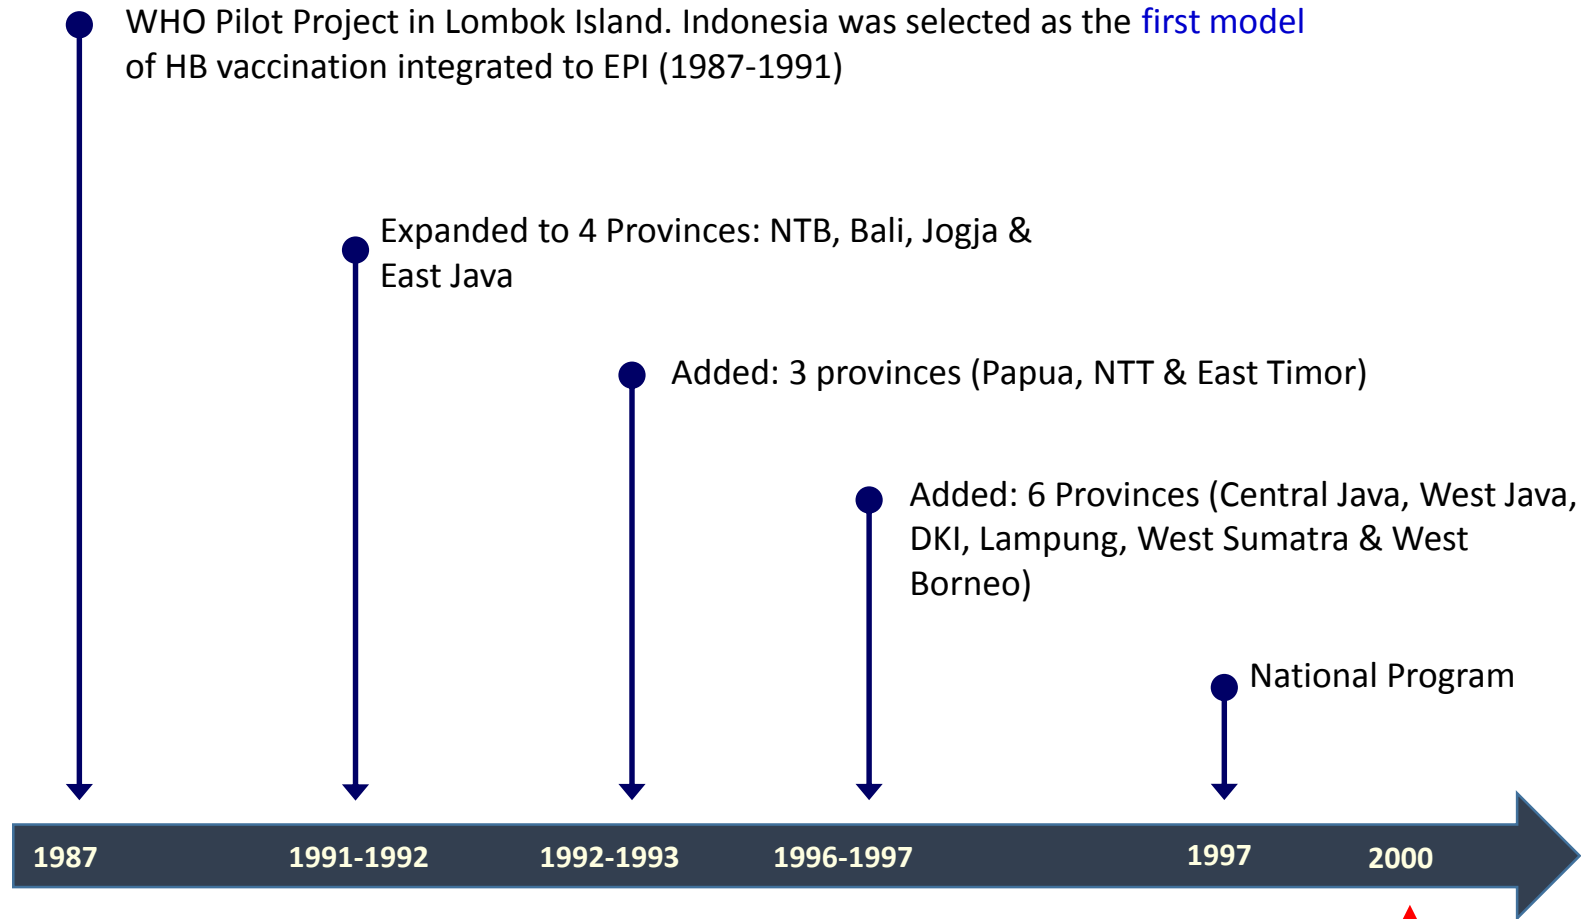 WHO Pilot Project in Lombok Island. Indonesia was selected as the first model
of HB vaccination integrated to EPI (1987-1991)
Expanded to 4 Provinces: NTB, Bali, Jogja &
East Java
Added: 3 provinces (Papua, NTT & East Timor)
Added: 6 Provinces (Central Java, West Java,
DKI, Lampung, West Sumatra & West
Borneo)
National Program
1987
1991-1992
1992-1993
1996-1997
1997
2000